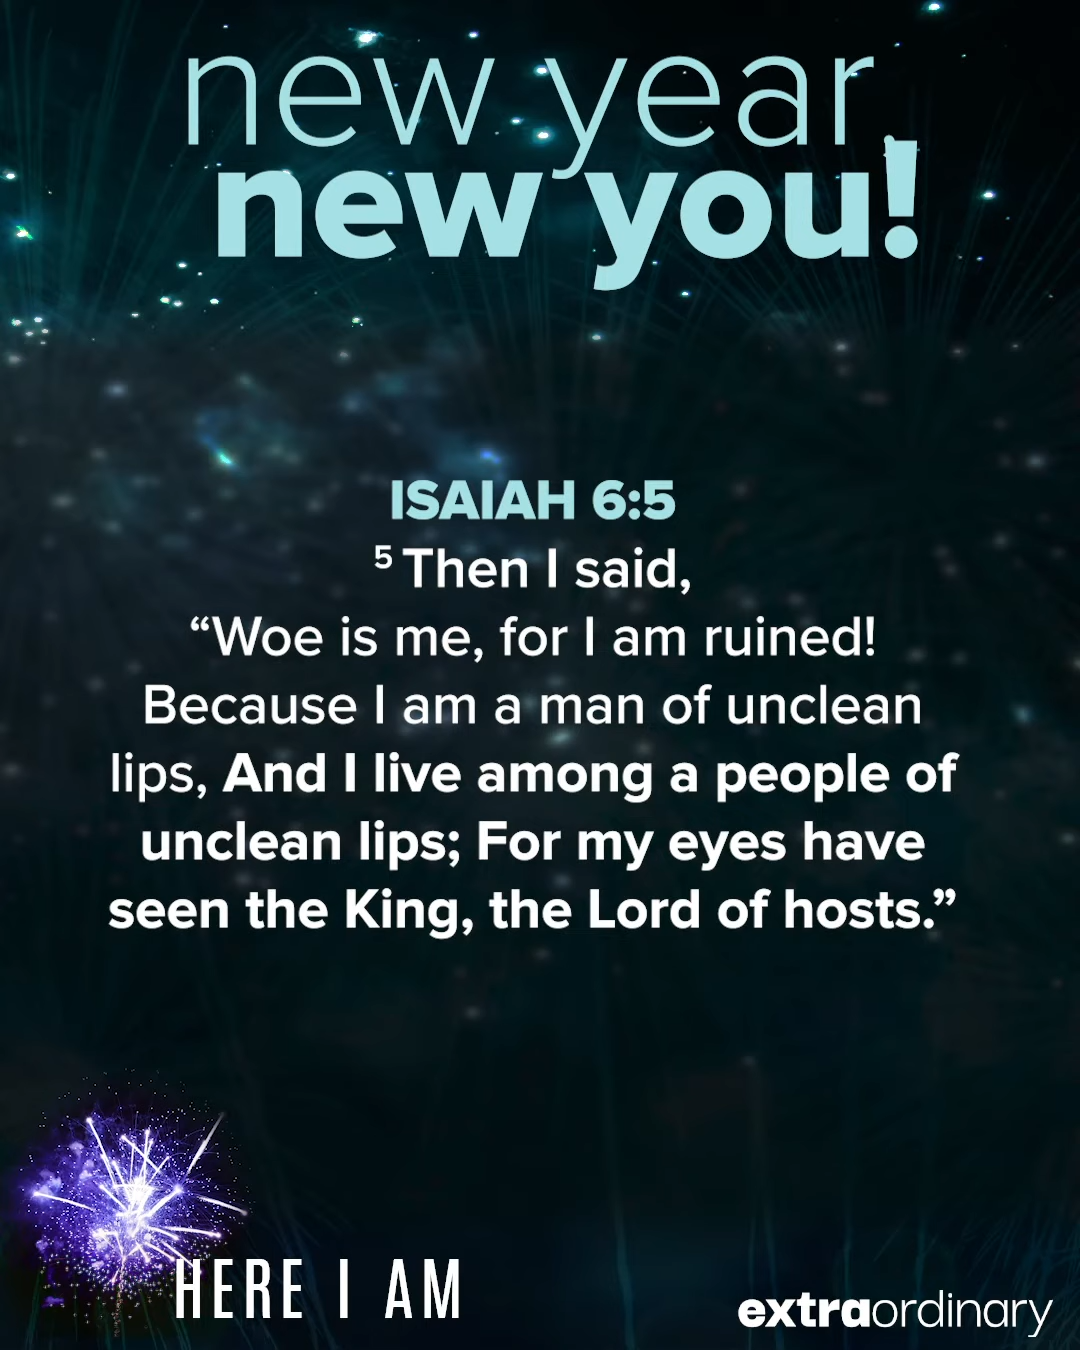 new year
new you!
ISAIAH 6:5
⁵ Then I said,
“Woe is me, for I am ruined!
Because I am a man of unclean
lips, And I live among a people of
unclean lips; For my eyes have
seen the King, the Lord of hosts.”
HERE I AM
extraordinary